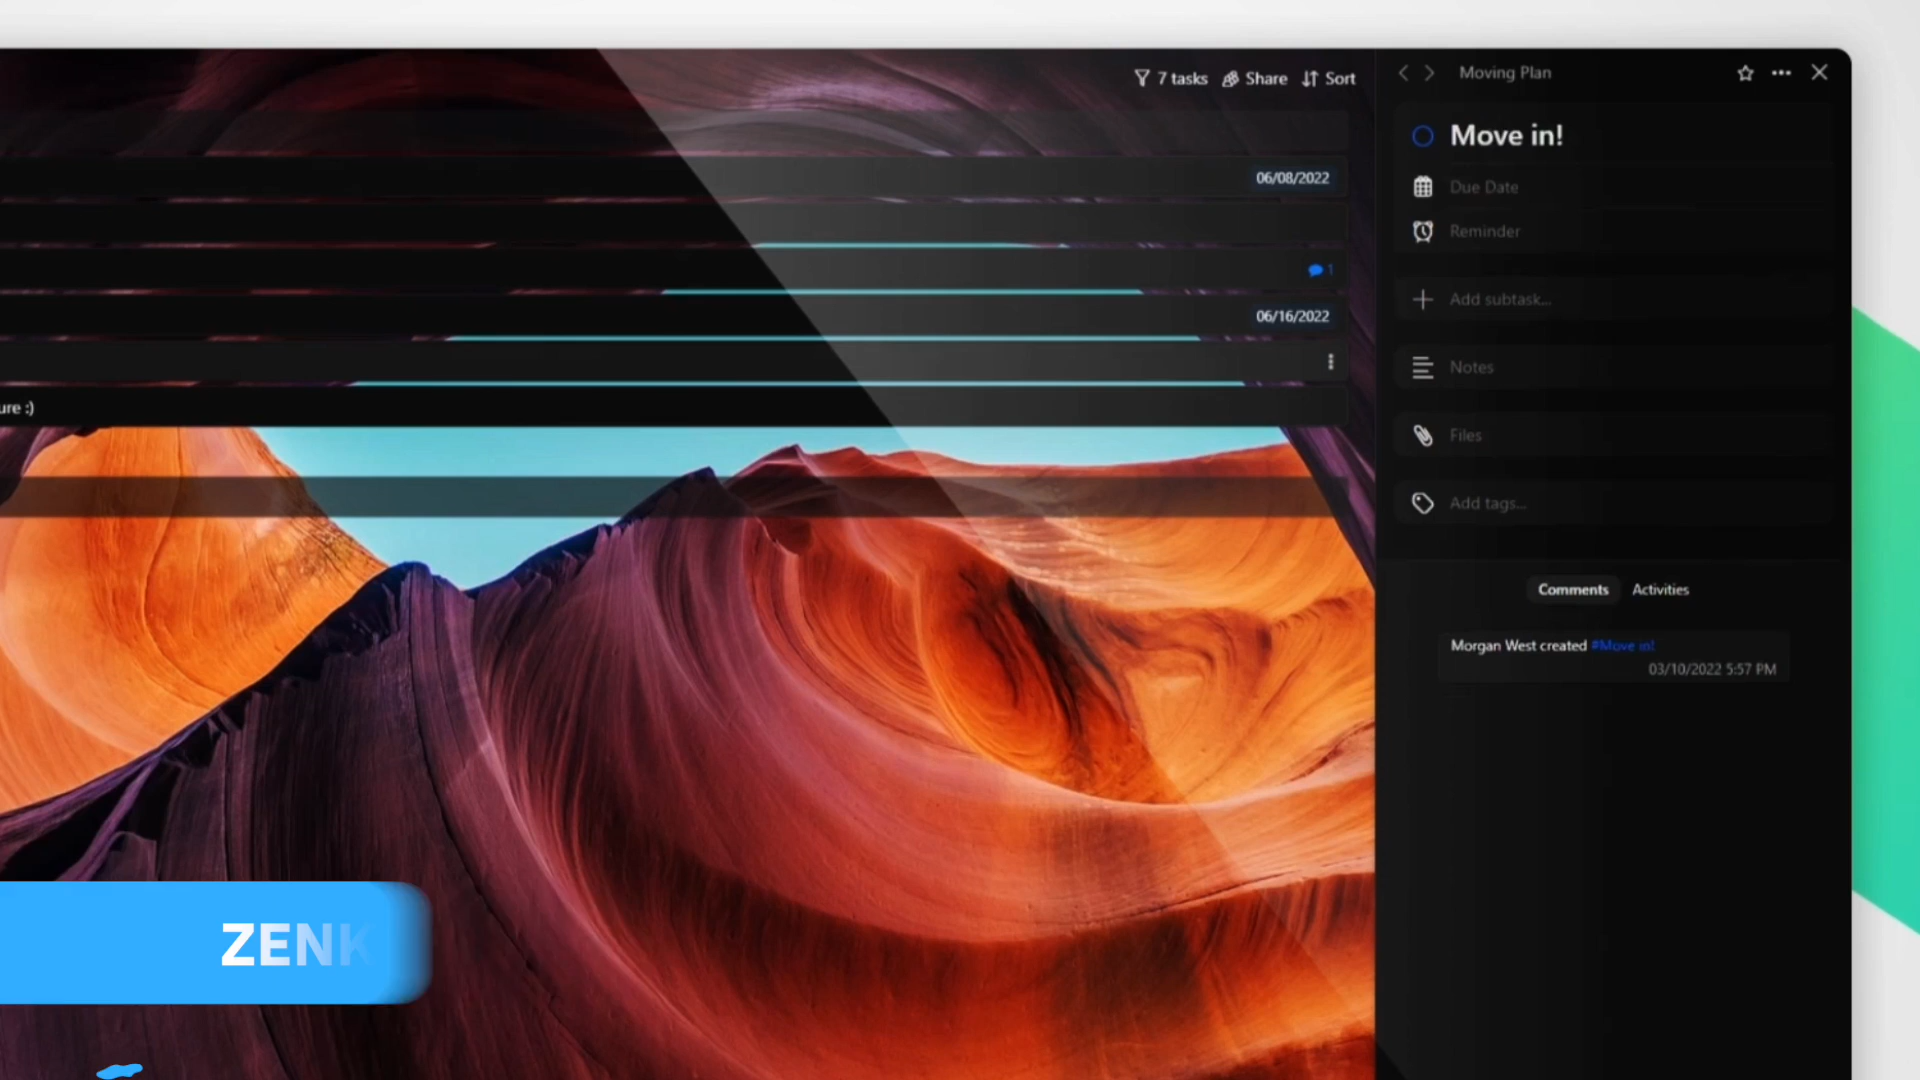 7 tasks Share Sort
06/08/2022
1
06/16/2022
ure :)
Moving Plan
Move in!
Due Date
Reminder
Add subtask...
Notes
Files
Add tags...
Comments Activities
Morgan West created #Move in!
03/10/2022 5:57 PM
ZENK